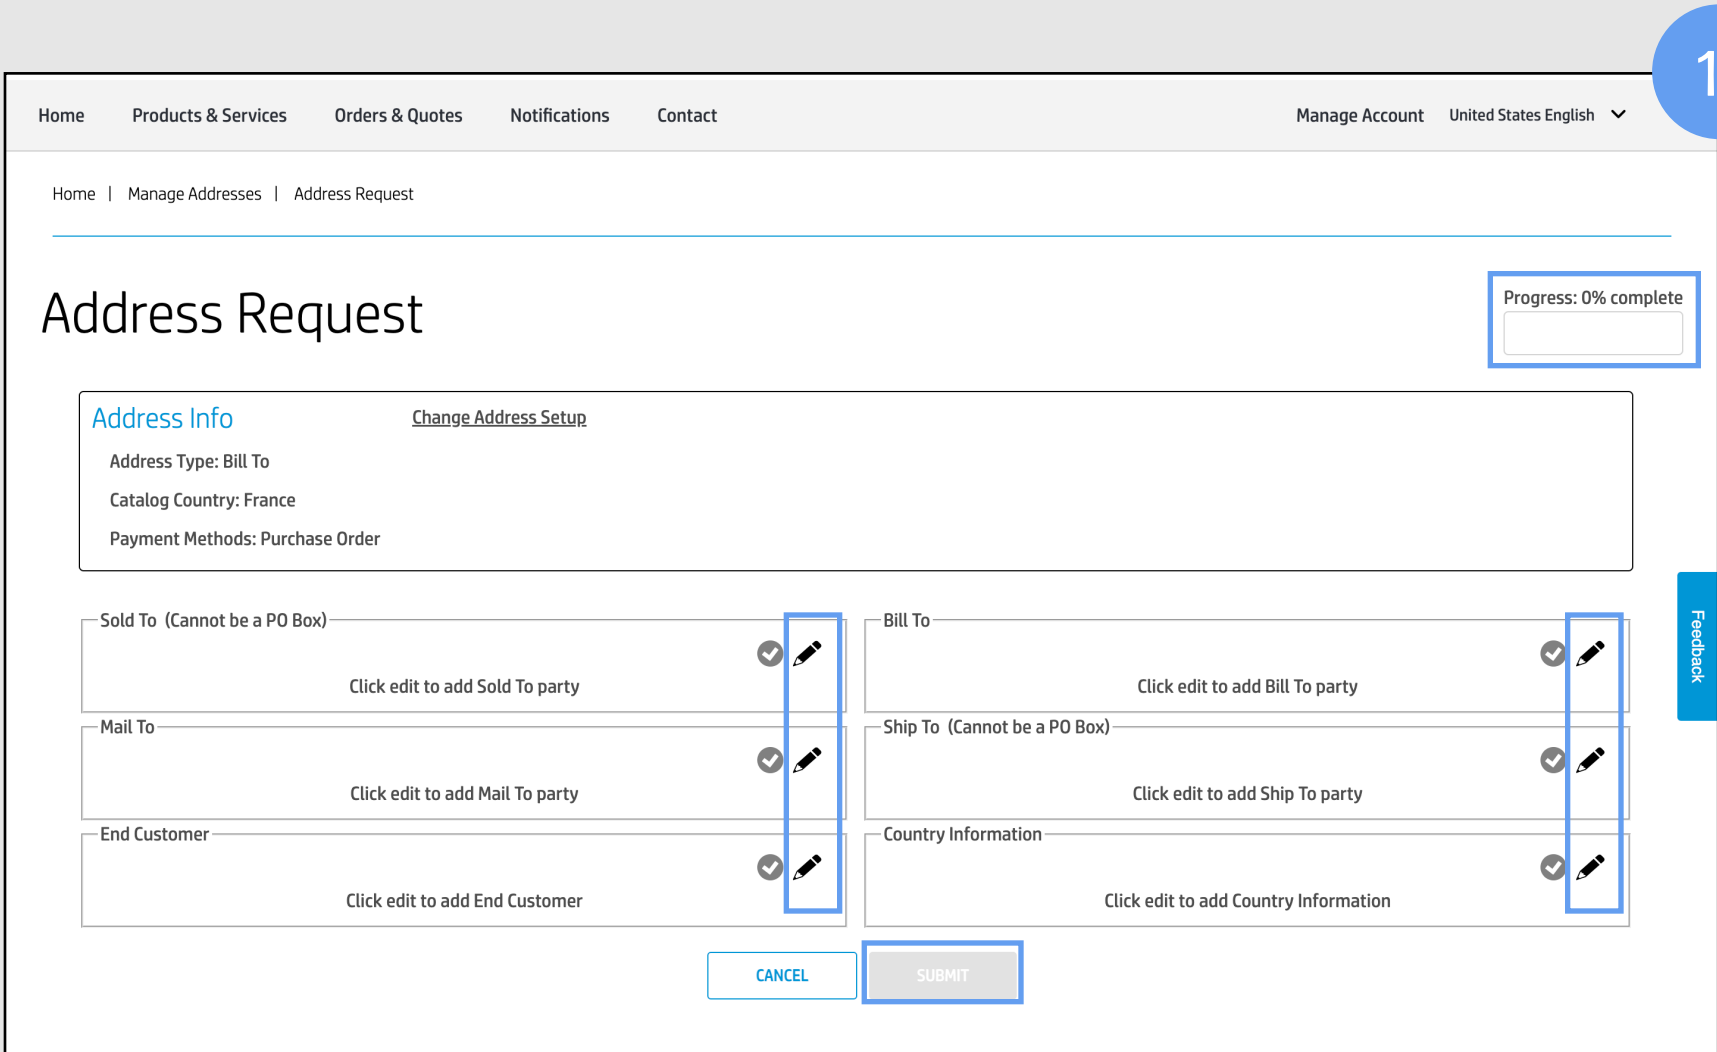 1
Home Products & Services Orders & Quotes Notifications Contact Manage Account United States English
Home | Manage Addresses | Address Request
Address Request
Progress: 0% complete
Address Info Change Address Setup
Address Type: Bill To
Catalog Country: France
Payment Methods: Purchase Order
Feedback
Sold To (Cannot be a PO Box)
Click edit to add Sold To party
Bill To
Click edit to add Bill To party
Mail To
Click edit to add Mail To party
Ship To (Cannot be a PO Box)
Click edit to add Ship To party
End Customer
Click edit to add End Customer
Country Information
Click edit to add Country Information
CANCEL SUBMIT